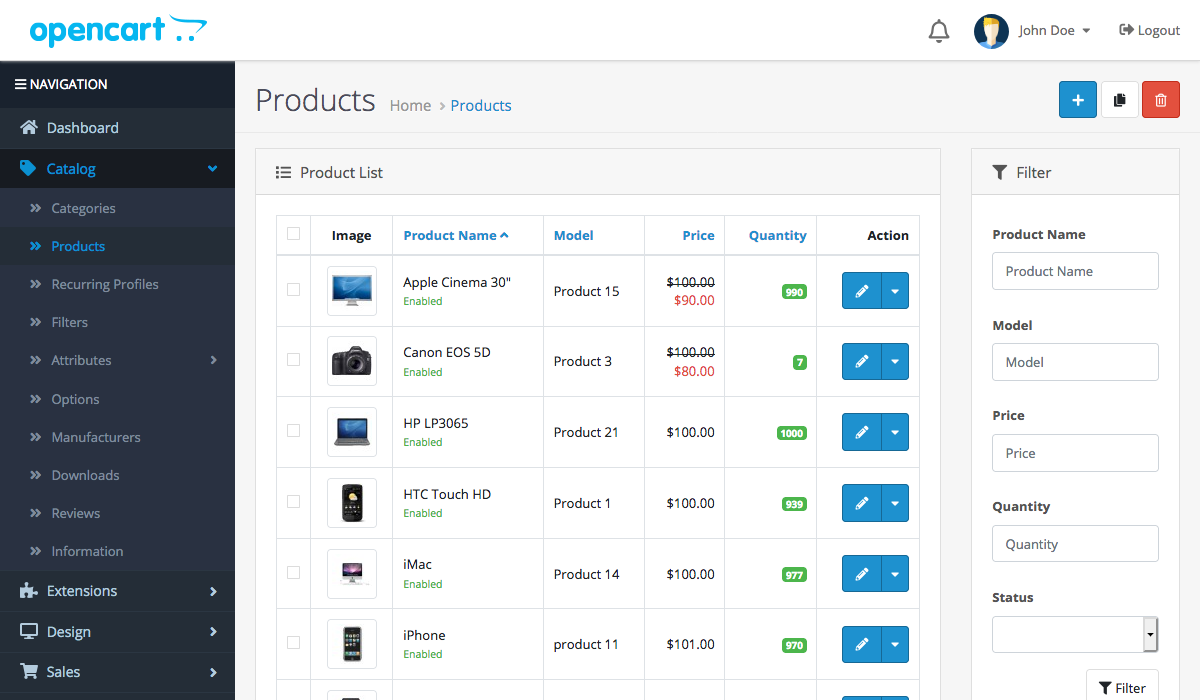 opencart
John Doe
Logout
NAVIGATION
Dashboard
Catalog
Categories
Products
Recurring Profiles
Filters
Attributes
Options
Manufacturers
Downloads
Reviews
Information
Extensions
Design
Sales
Products Home › Products
Product List
Image Product Name Model Price Quantity Action
Apple Cinema 30" Product 15 $100.00 $90.00 990
Enabled
Canon EOS 5D Product 3 $100.00 $80.00 7
Enabled
HP LP3065 Product 21 $100.00 1000
Enabled
HTC Touch HD Product 1 $100.00 939
Enabled
iMac Product 14 $100.00 977
Enabled
iPhone product 11 $101.00 970
Enabled
Filter
Product Name
Product Name
Model
Model
Price
Price
Quantity
Quantity
Status
Filter